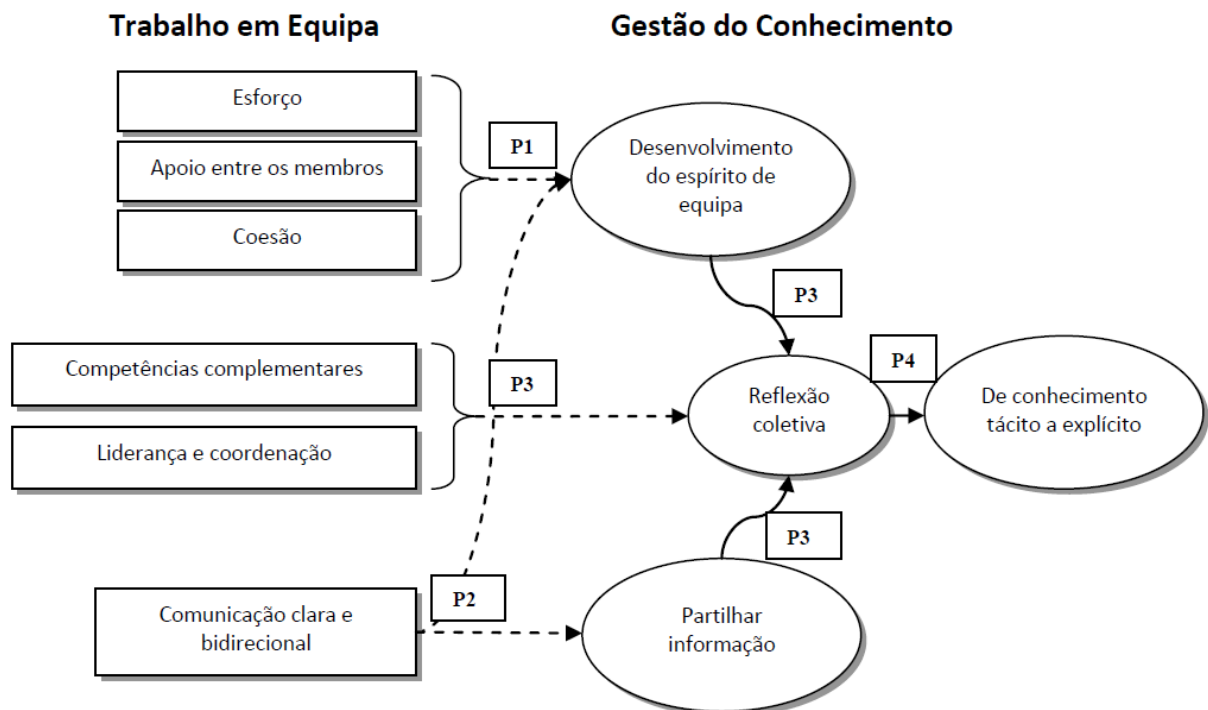 Trabalho em Equipa
Gestão do Conhecimento
Esforço
Apoio entre os membros
Coesão
P1
Desenvolvimento
do espírito de
equipa
P3
Competências complementares
Liderança e coordenação
P3
Reflexão
coletiva
P4
De conhecimento
tácito a explícito
P3
Comunicação clara e
bidirecional
P2
Partilhar
informação